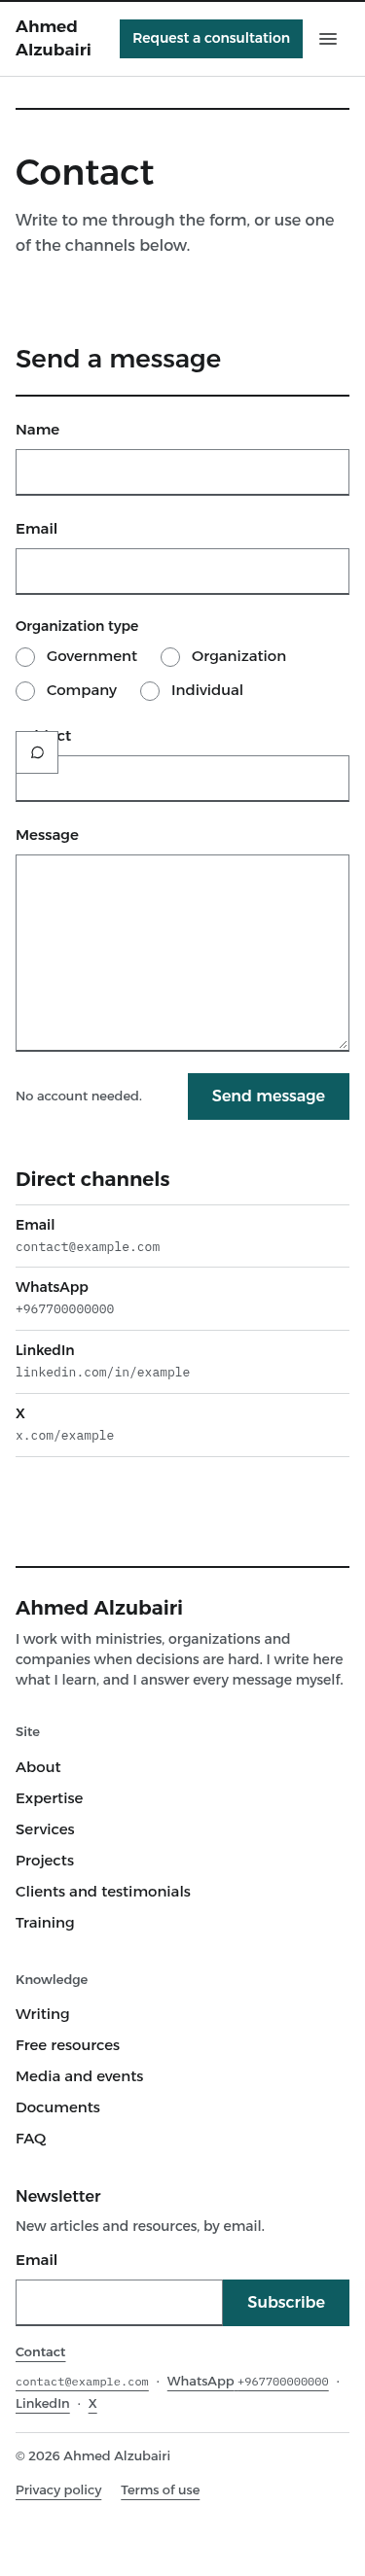 Ahmed
Alzubairi
Request a consultation
Contact
Write to me through the form, or use one
of the channels below.
Send a message
Name
Email
Organization type
Government
Organization
Company
Individual
Message
No account needed.
Send message
Direct channels
Email
contact@example.com
WhatsApp
+967700000000
LinkedIn
linkedin.com/in/example
X
x.com/example
Ahmed Alzubairi
I work with ministries, organizations and
companies when decisions are hard. I write here
what I learn, and I answer every message myself.
Site
About
Expertise
Services
Projects
Clients and testimonials
Training
Knowledge
Writing
Free resources
Media and events
Documents
FAQ
Newsletter
New articles and resources, by email.
Email
Subscribe
Contact
contact@example.com · WhatsApp +967700000000 ·
LinkedIn · X
© 2026 Ahmed Alzubairi
Privacy policy Terms of use